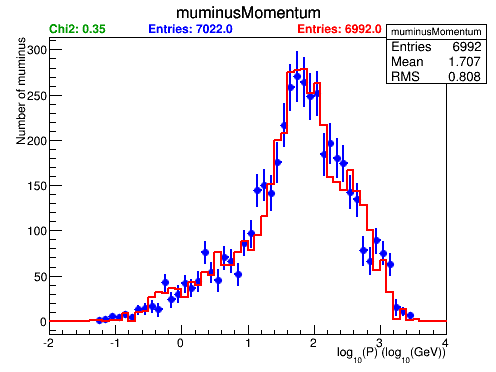 muminusMomentum
Chi2: 0.35 Entries: 7022.0 Entries: 6992.0
muminusMomentum
Entries 6992
Mean 1.707
RMS 0.808
Number of muminus
300
250
200
150
100
50
0
-2 -1 0 1 2 3 4
log10(P) (log10(GeV))